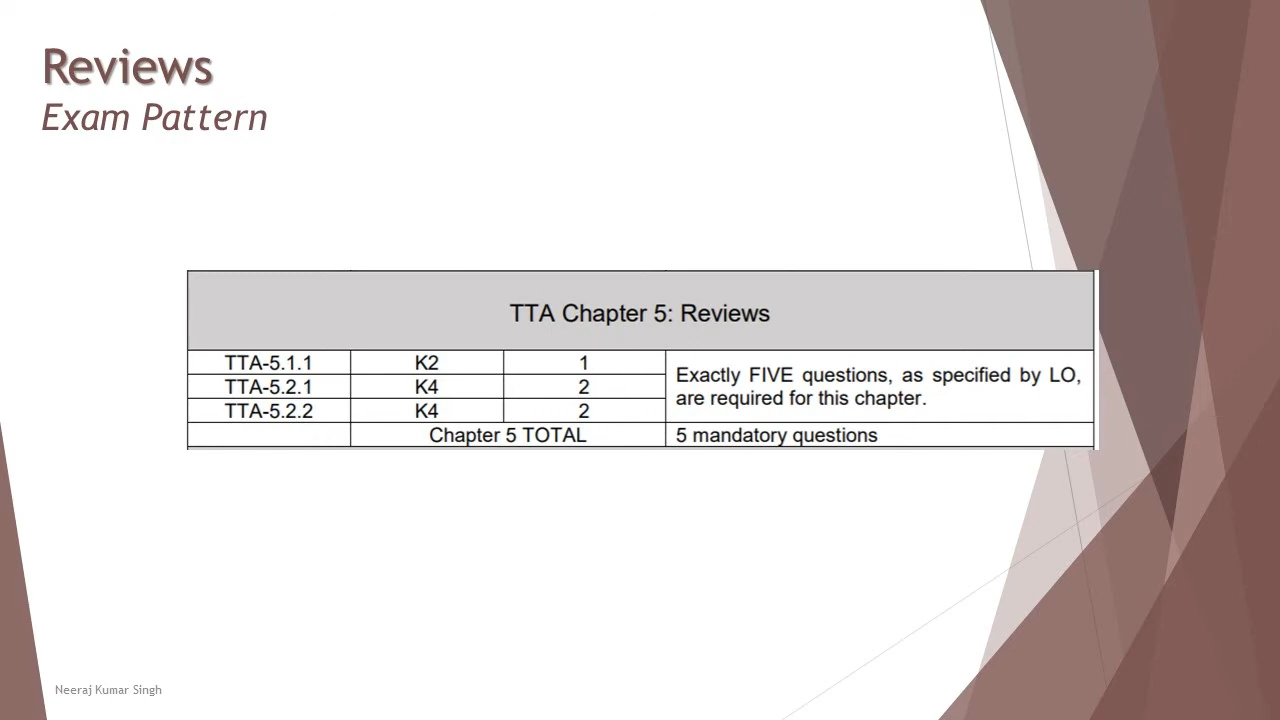 Reviews
Exam Pattern
TTA Chapter 5: Reviews
TTA-5.1.1 K2 1
TTA-5.2.1 K4 2
TTA-5.2.2 K4 2
Exactly FIVE questions, as specified by LO,
are required for this chapter.
Chapter 5 TOTAL 5 mandatory questions
Neeraj Kumar Singh